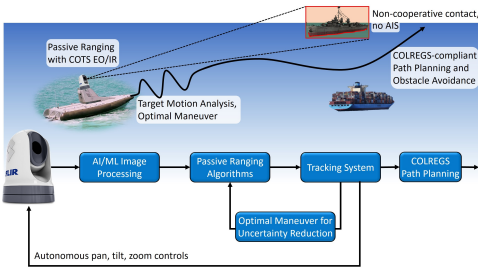 Non-cooperative contact,
no AIS
Passive Ranging
with COTS EO/IR
COLREGS-compliant
Path Planning and
Obstacle Avoidance
Target Motion Analysis,
Optimal Maneuver
AI/ML Image
Processing
Passive Ranging
Algorithms
Tracking System
COLREGS
Path Planning
Optimal Maneuver for
Uncertainty Reduction
Autonomous pan, tilt, zoom controls